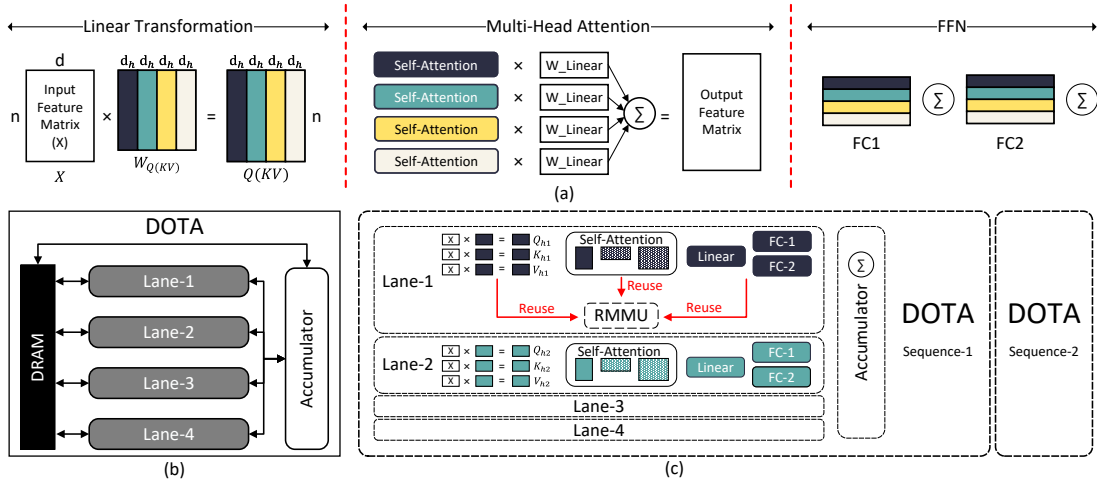 Linear Transformation
Multi-Head Attention
FFN
d
d_h d_h d_h d_h
d_h d_h d_h d_h
n
Input
Feature
Matrix
(X)
×
=
n
X
W_Q(KV)
Q(KV)
Self-Attention × W_Linear
Self-Attention × W_Linear
Self-Attention × W_Linear
Self-Attention × W_Linear
Σ
=
Output
Feature
Matrix
Σ
Σ
FC1
FC2
(a)
DOTA
DRAM
Lane-1
Lane-2
Lane-3
Lane-4
Accumulator
(b)
Lane-1
X × = Q_h1
X × = K_h1
X × = V_h1
Self-Attention
Linear
FC-1
FC-2
Reuse
Reuse
Reuse
RMMU
Lane-2
X × = Q_h2
X × = K_h2
X × = V_h2
Self-Attention
Linear
FC-1
FC-2
Lane-3
Lane-4
Σ
Accumulator
DOTA
Sequence-1
DOTA
Sequence-2
(c)